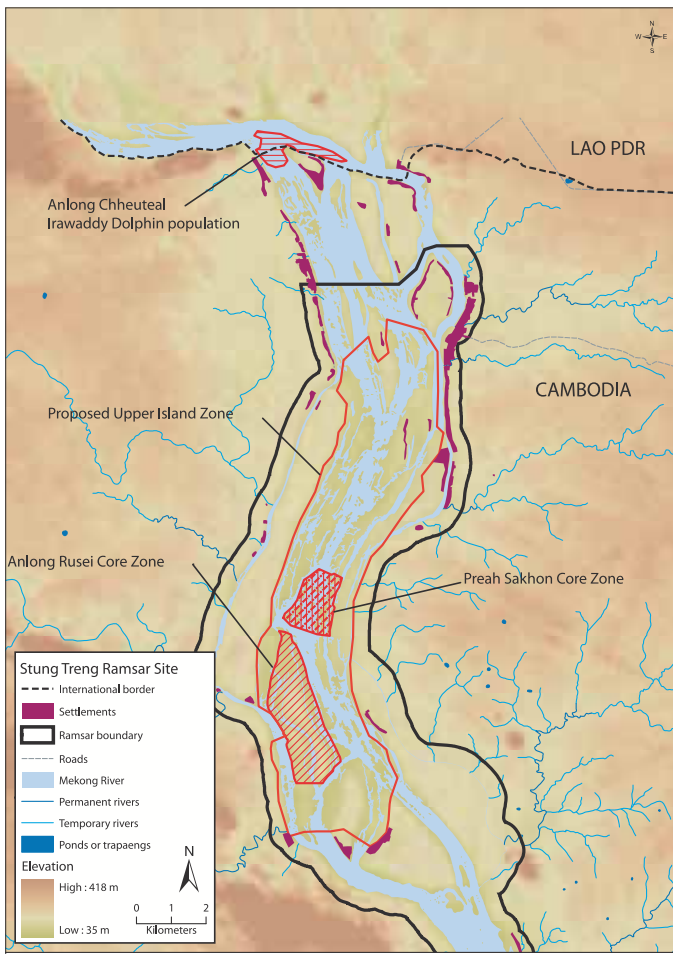 N
W E
S
LAO PDR
Anlong Chheuteal
Irawaddy Dolphin population
CAMBODIA
Proposed Upper Island Zone
Anlong Rusei Core Zone
Preah Sakhon Core Zone
Stung Treng Ramsar Site
International border
Settlements
Ramsar boundary
Roads
Mekong River
Permanent rivers
Temporary rivers
Ponds or trapaengs
Elevation
High : 418 m
Low : 35 m
N
0 1 2
Kilometers